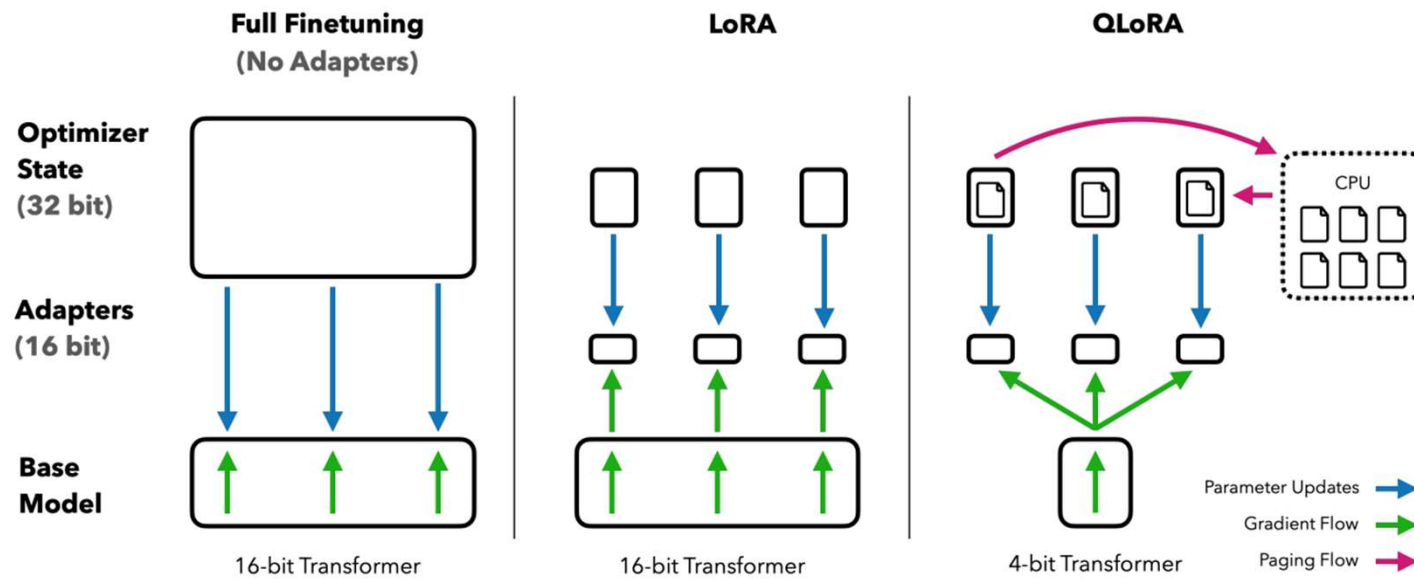 Full Finetuning
(No Adapters)
LoRA
QLoRA
Optimizer
State
(32 bit)
CPU
Adapters
(16 bit)
Base
Model
Parameter Updates
Gradient Flow
Paging Flow
16-bit Transformer
16-bit Transformer
4-bit Transformer